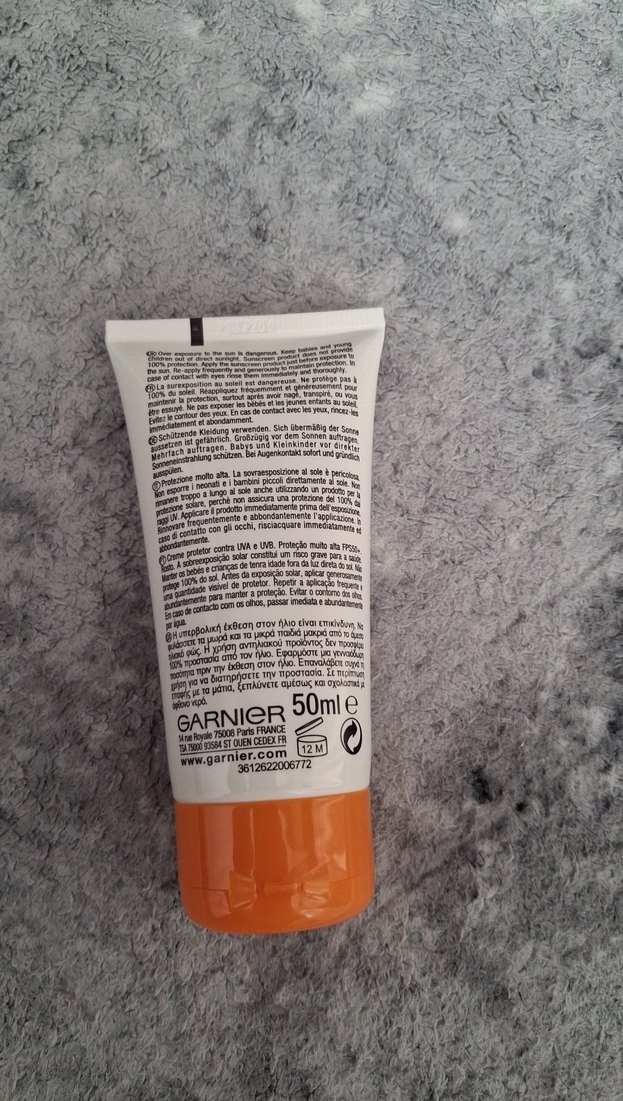 EN Over exposure to the sun is dangerous. Keep babies and young
children out of direct sunlight. Sunscreen product does not provide
100% protection. Apply the sunscreen product just before exposure to
the sun. Re-apply frequently and generously to maintain protection. In
case of contact with eyes rinse them immediately and thoroughly.
FR La surexposition au soleil est dangereuse. Ne protège pas à
100% du soleil. Réappliquez fréquemment et généreusement pour
maintenir la protection, surtout après avoir nagé, transpiré, ou vous
être essuyé. Ne pas exposer les bébés et les jeunes enfants au soleil.
Evitez le contour des yeux. En cas de contact avec les yeux, rincez-les
immédiatement et abondamment.
DE Schützende Kleidung verwenden. Sich übermäßig der Sonne
aussetzen ist gefährlich. Großzügig vor dem Sonnen auftragen,
Mehrfach auftragen. Babys und Kleinkinder vor direkter
Sonneneinstrahlung schützen. Bei Augenkontakt sofort und gründlich
ausspülen.
IT Protezione molto alta. La sovraesposizione al sole è pericolosa.
Non esporre i neonati e i bambini piccoli direttamente al sole. Non
rimanere troppo a lungo al sole anche utilizzando un prodotto per la
protezione solare, perchè non assicura una protezione del 100% dai
raggi UV. Applicare il prodotto immediatamente prima dell'esposizione.
Rinnovare frequentemente e abbondantemente l'applicazione. In
caso di contatto con gli occhi, risciacquare immediatamente ed
abbondantemente.
PT Creme protetor contra UVA e UVB. Proteção muito alta FPS50+.
Rosto. A sobreexposição solar constitui um risco grave para a saúde.
Manter os bebés e crianças de tenra idade fora da luz direta do sol. Não
protege 100% do sol. Antes da exposição solar, aplicar generosamente
uma quantidade visível de protetor. Repetir a aplicação frequente e
abundantemente para manter a proteção. Evitar o contorno dos olhos.
Em caso de contacto com os olhos, passar imediata e abundantemente
por água.
Η υπερβολική έκθεση στον ήλιο είναι επικίνδυνη. Να
φυλάσσετε τα μωρά και τα μικρά παιδιά μακριά από το άμεσο
ηλιακό φώς. Η χρήση αντηλιακού προϊόντος δεν προσφέρει
100% προστασία από τον ήλιο. Εφαρμόστε μια γενναιόδωρη
ποσότητα πριν την έκθεση στον ήλιο. Επαναλάβετε συχνά τη
χρήση για να διατηρήσετε την προστασία. Σε περίπτωση
επαφής με τα μάτια, ξεπλύνετε αμέσως και σχολαστικά με
άφθονο νερό.
GARNIER 50ml e
14 rue Royale 75008 Paris FRANCE
TSA 75000 93584 ST OUEN CEDEX FR
www.garnier.com
12 M
3612622006772